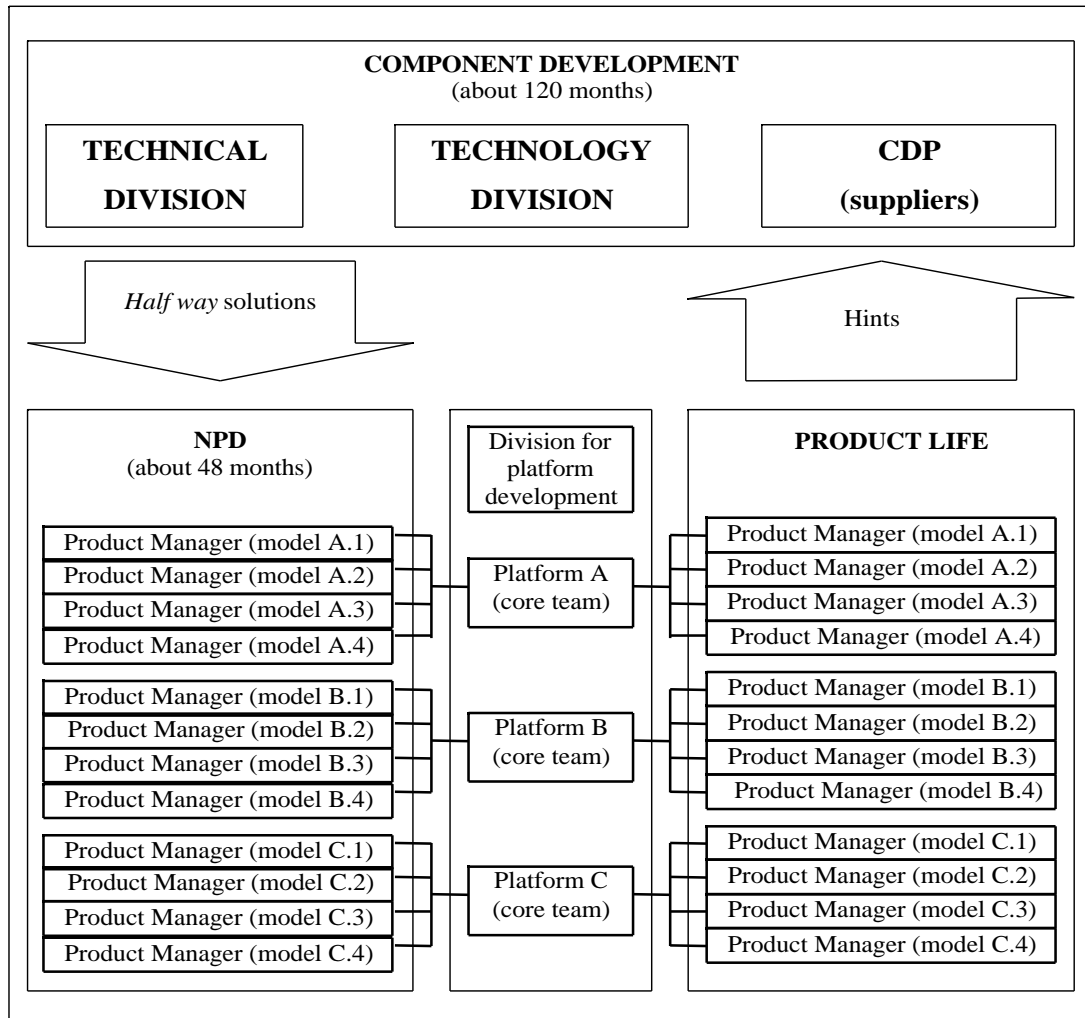 COMPONENT DEVELOPMENT
(about 120 months)
TECHNICAL
DIVISION
TECHNOLOGY
DIVISION
CDP
(suppliers)
Half way solutions
Hints
NPD
(about 48 months)
Product Manager (model A.1)
Product Manager (model A.2)
Product Manager (model A.3)
Product Manager (model A.4)
Product Manager (model B.1)
Product Manager (model B.2)
Product Manager (model B.3)
Product Manager (model B.4)
Product Manager (model C.1)
Product Manager (model C.2)
Product Manager (model C.3)
Product Manager (model C.4)
Division for
platform
development
Platform A
(core team)
Platform B
(core team)
Platform C
(core team)
PRODUCT LIFE
Product Manager (model A.1)
Product Manager (model A.2)
Product Manager (model A.3)
Product Manager (model A.4)
Product Manager (model B.1)
Product Manager (model B.2)
Product Manager (model B.3)
Product Manager (model B.4)
Product Manager (model C.1)
Product Manager (model C.2)
Product Manager (model C.3)
Product Manager (model C.4)